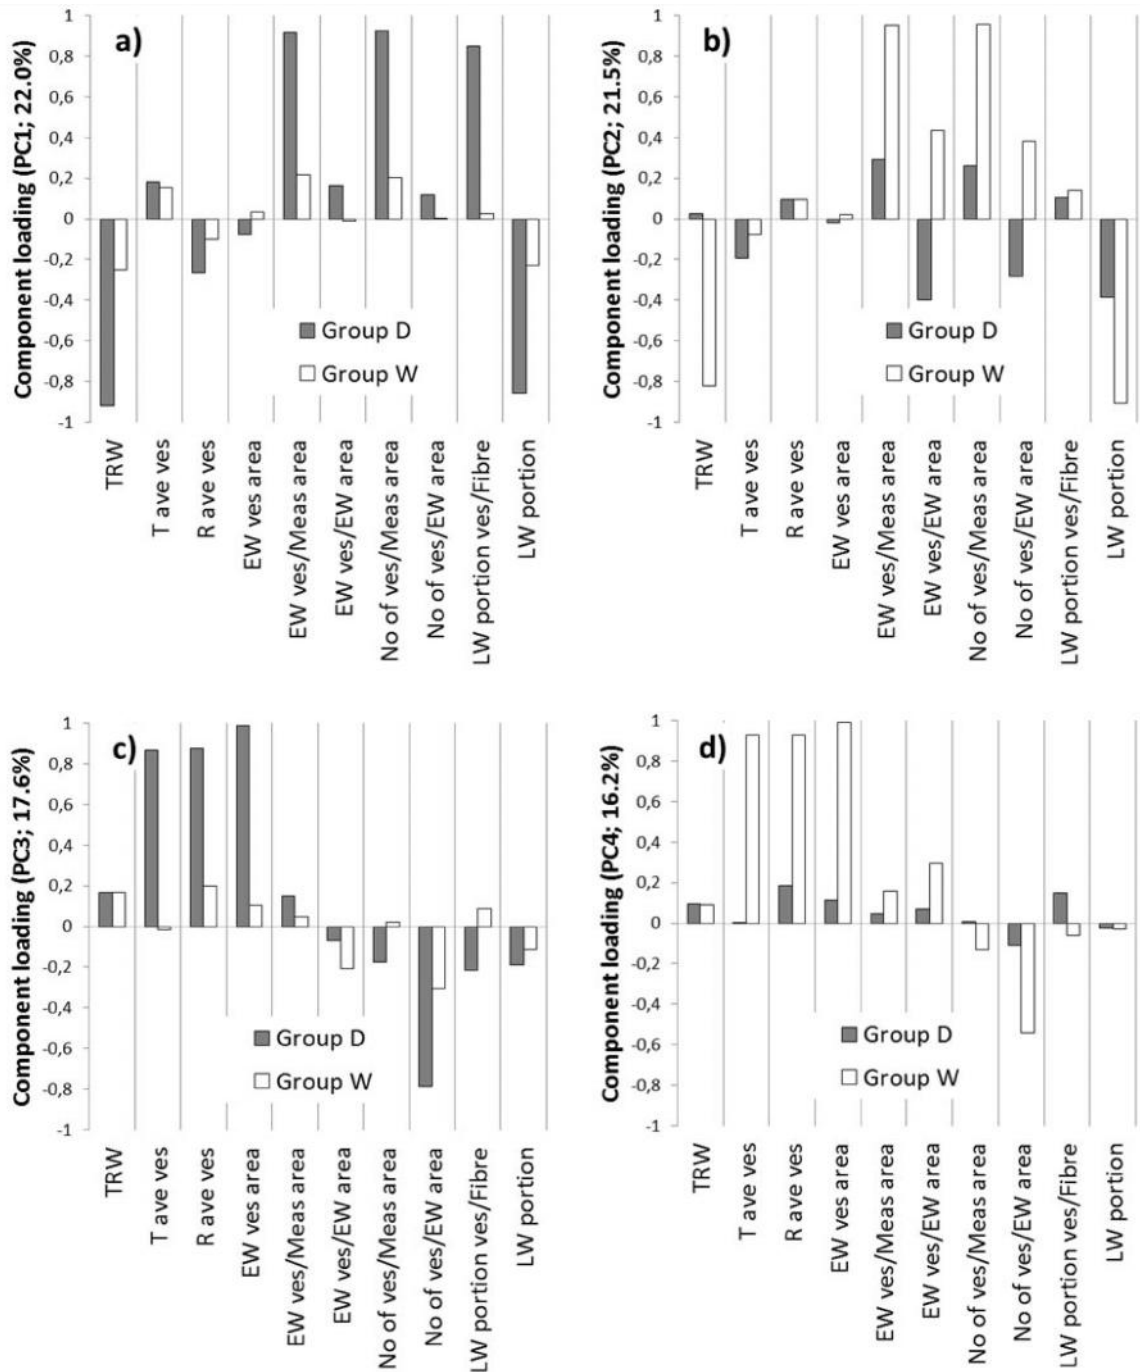 a)
Component loading (PC1; 22.0%)
1
0,8
0,6
0,4
0,2
0
-0,2
-0,4
-0,6
-0,8
-1
Group D
Group W
TRW
T ave ves
R ave ves
EW ves area
EW ves/Meas area
EW ves/EW area
No of ves/Meas area
No of ves/EW area
LW portion ves/Fibre
LW portion
b)
Component loading (PC2; 21.5%)
1
0,8
0,6
0,4
0,2
0
-0,2
-0,4
-0,6
-0,8
-1
Group D
Group W
TRW
T ave ves
R ave ves
EW ves area
EW ves/Meas area
EW ves/EW area
No of ves/Meas area
No of ves/EW area
LW portion ves/Fibre
LW portion
c)
Component loading (PC3; 17.6%)
1
0,8
0,6
0,4
0,2
0
-0,2
-0,4
-0,6
-0,8
-1
Group D
Group W
TRW
T ave ves
R ave ves
EW ves area
EW ves/Meas area
EW ves/EW area
No of ves/Meas area
No of ves/EW area
LW portion ves/Fibre
LW portion
d)
Component loading (PC4; 16.2%)
1
0,8
0,6
0,4
0,2
0
-0,2
-0,4
-0,6
-0,8
-1
Group D
Group W
TRW
T ave ves
R ave ves
EW ves area
EW ves/Meas area
EW ves/EW area
No of ves/Meas area
No of ves/EW area
LW portion ves/Fibre
LW portion